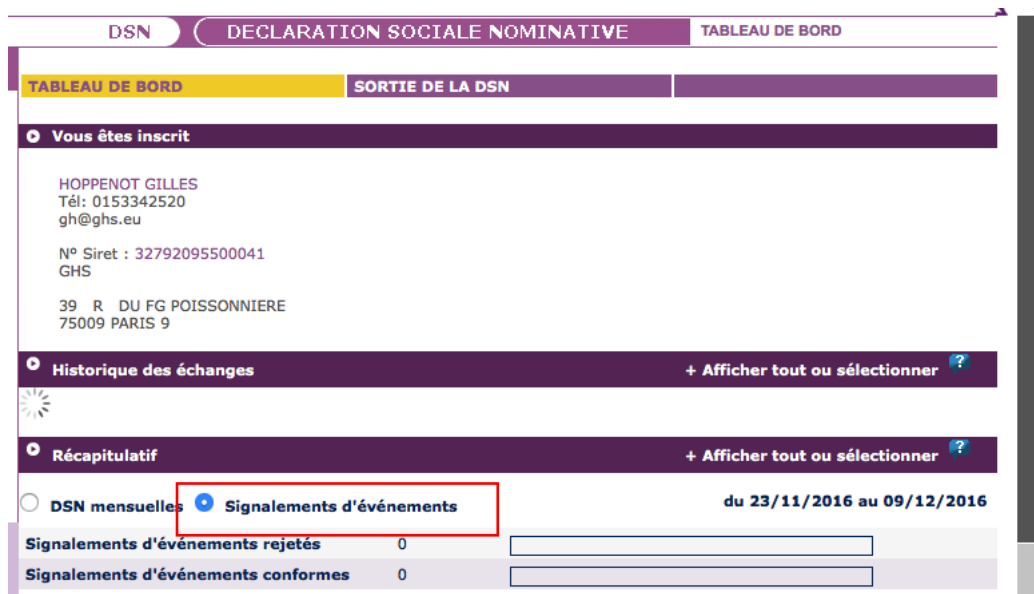 DSN DECLARATION SOCIALE NOMINATIVE TABLEAU DE BORD
TABLEAU DE BORD SORTIE DE LA DSN
Vous êtes inscrit
HOPPENOT GILLES
Tél: 0153342520
gh@ghs.eu
Nº Siret : 32792095500041
GHS
39 R DU FG POISSONNIERE
75009 PARIS 9
Historique des échanges + Afficher tout ou sélectionner ?
Récapitulatif + Afficher tout ou sélectionner ?
DSN mensuelles Signalements d'événements du 23/11/2016 au 09/12/2016
Signalements d'événements rejetés 0
Signalements d'événements conformes 0